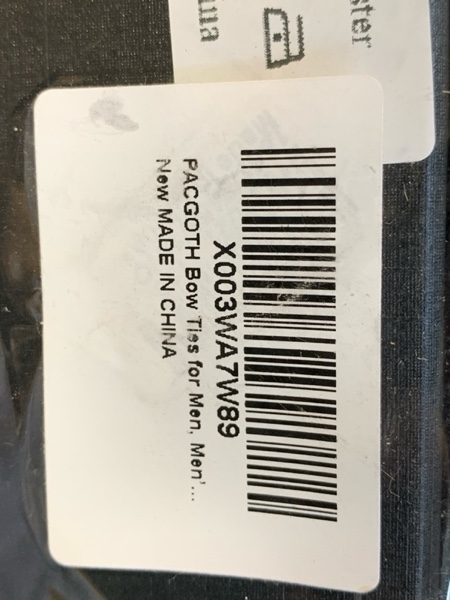 X003WA7W89
PACGOTH Bow Ties for Men, Men'...
New MADE IN CHINA